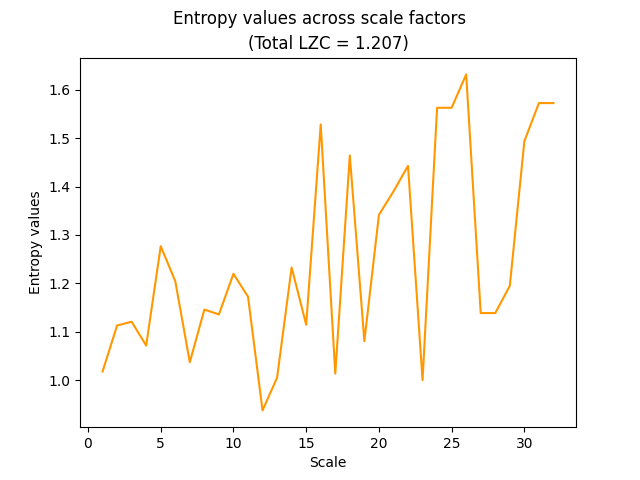 Entropy values across scale factors
(Total LZC = 1.207)
Entropy values
1.6
1.5
1.4
1.3
1.2
1.1
1.0
0 5 10 15 20 25 30
Scale